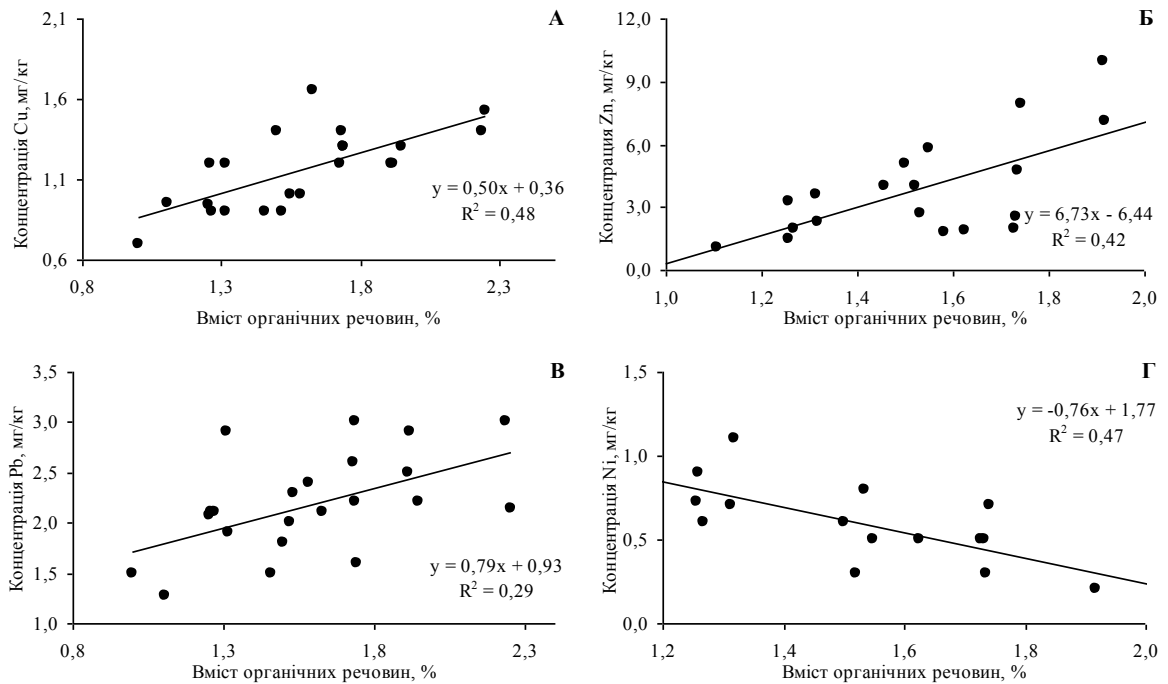 А
Концентрація Cu, мг/кг
2,1
1,6
1,1
0,6
0,8
1,3
1,8
2,3
y = 0,50x + 0,36
R² = 0,48
Вміст органічних речовин, %
Б
Концентрация Zn, мг/кг
12,0
9,0
6,0
3,0
0,0
1,0
1,2
1,4
1,6
1,8
2,0
y = 6,73x - 6,44
R² = 0,42
Вміст органічних речовин, %
В
Концентрація Pb, мг/кг
3,5
3,0
2,5
2,0
1,5
1,0
0,8
1,3
1,8
2,3
y = 0,79x + 0,93
R² = 0,29
Вміст органічних речовин, %
Г
Концентрація Ni, мг/кг
1,5
1,0
0,5
0,0
1,2
1,4
1,6
1,8
2,0
y = -0,76x + 1,77
R² = 0,47
Вміст органічних речовин, %